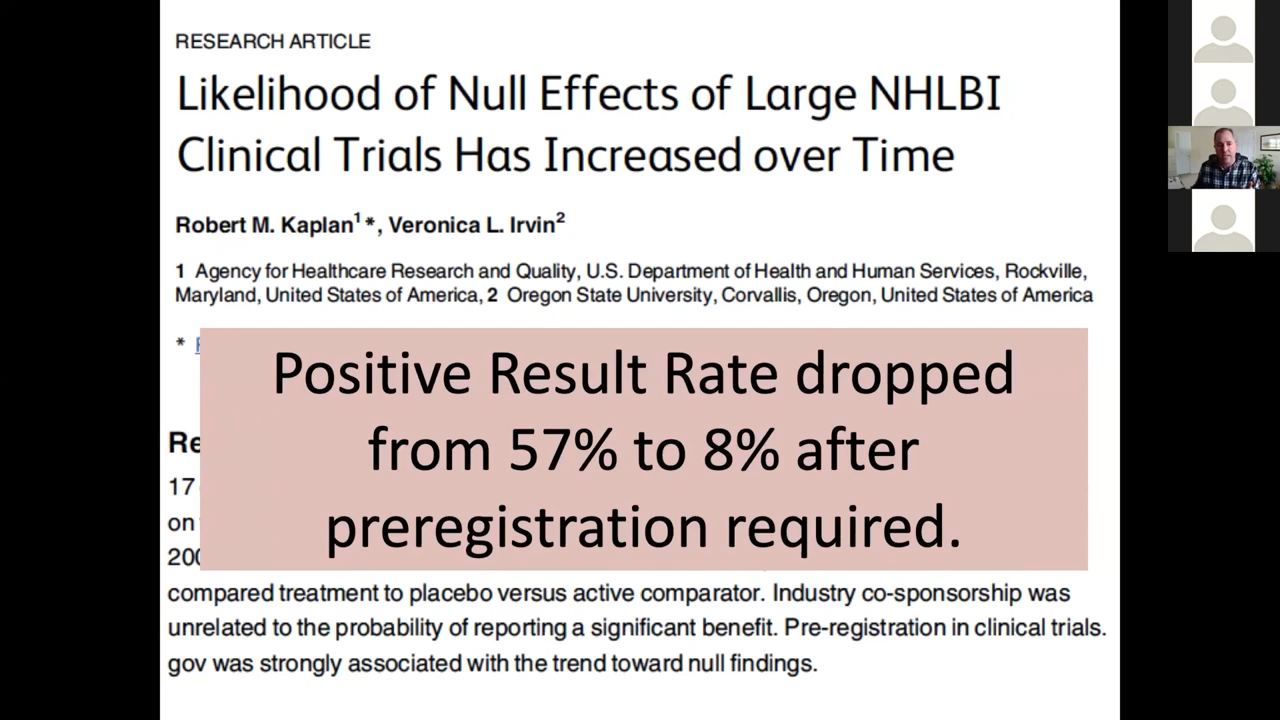 RESEARCH ARTICLE
Likelihood of Null Effects of Large NHLBI
Clinical Trials Has Increased over Time
Robert M. Kaplan1*, Veronica L. Irvin2
1 Agency for Healthcare Research and Quality, U.S. Department of Health and Human Services, Rockville,
Maryland, United States of America, 2 Oregon State University, Corvallis, Oregon, United States of America
*
Positive Result Rate dropped
from 57% to 8% after
preregistration required.
Re
17
on
200
compared treatment to placebo versus active comparator. Industry co-sponsorship was
unrelated to the probability of reporting a significant benefit. Pre-registration in clinical trials.
gov was strongly associated with the trend toward null findings.